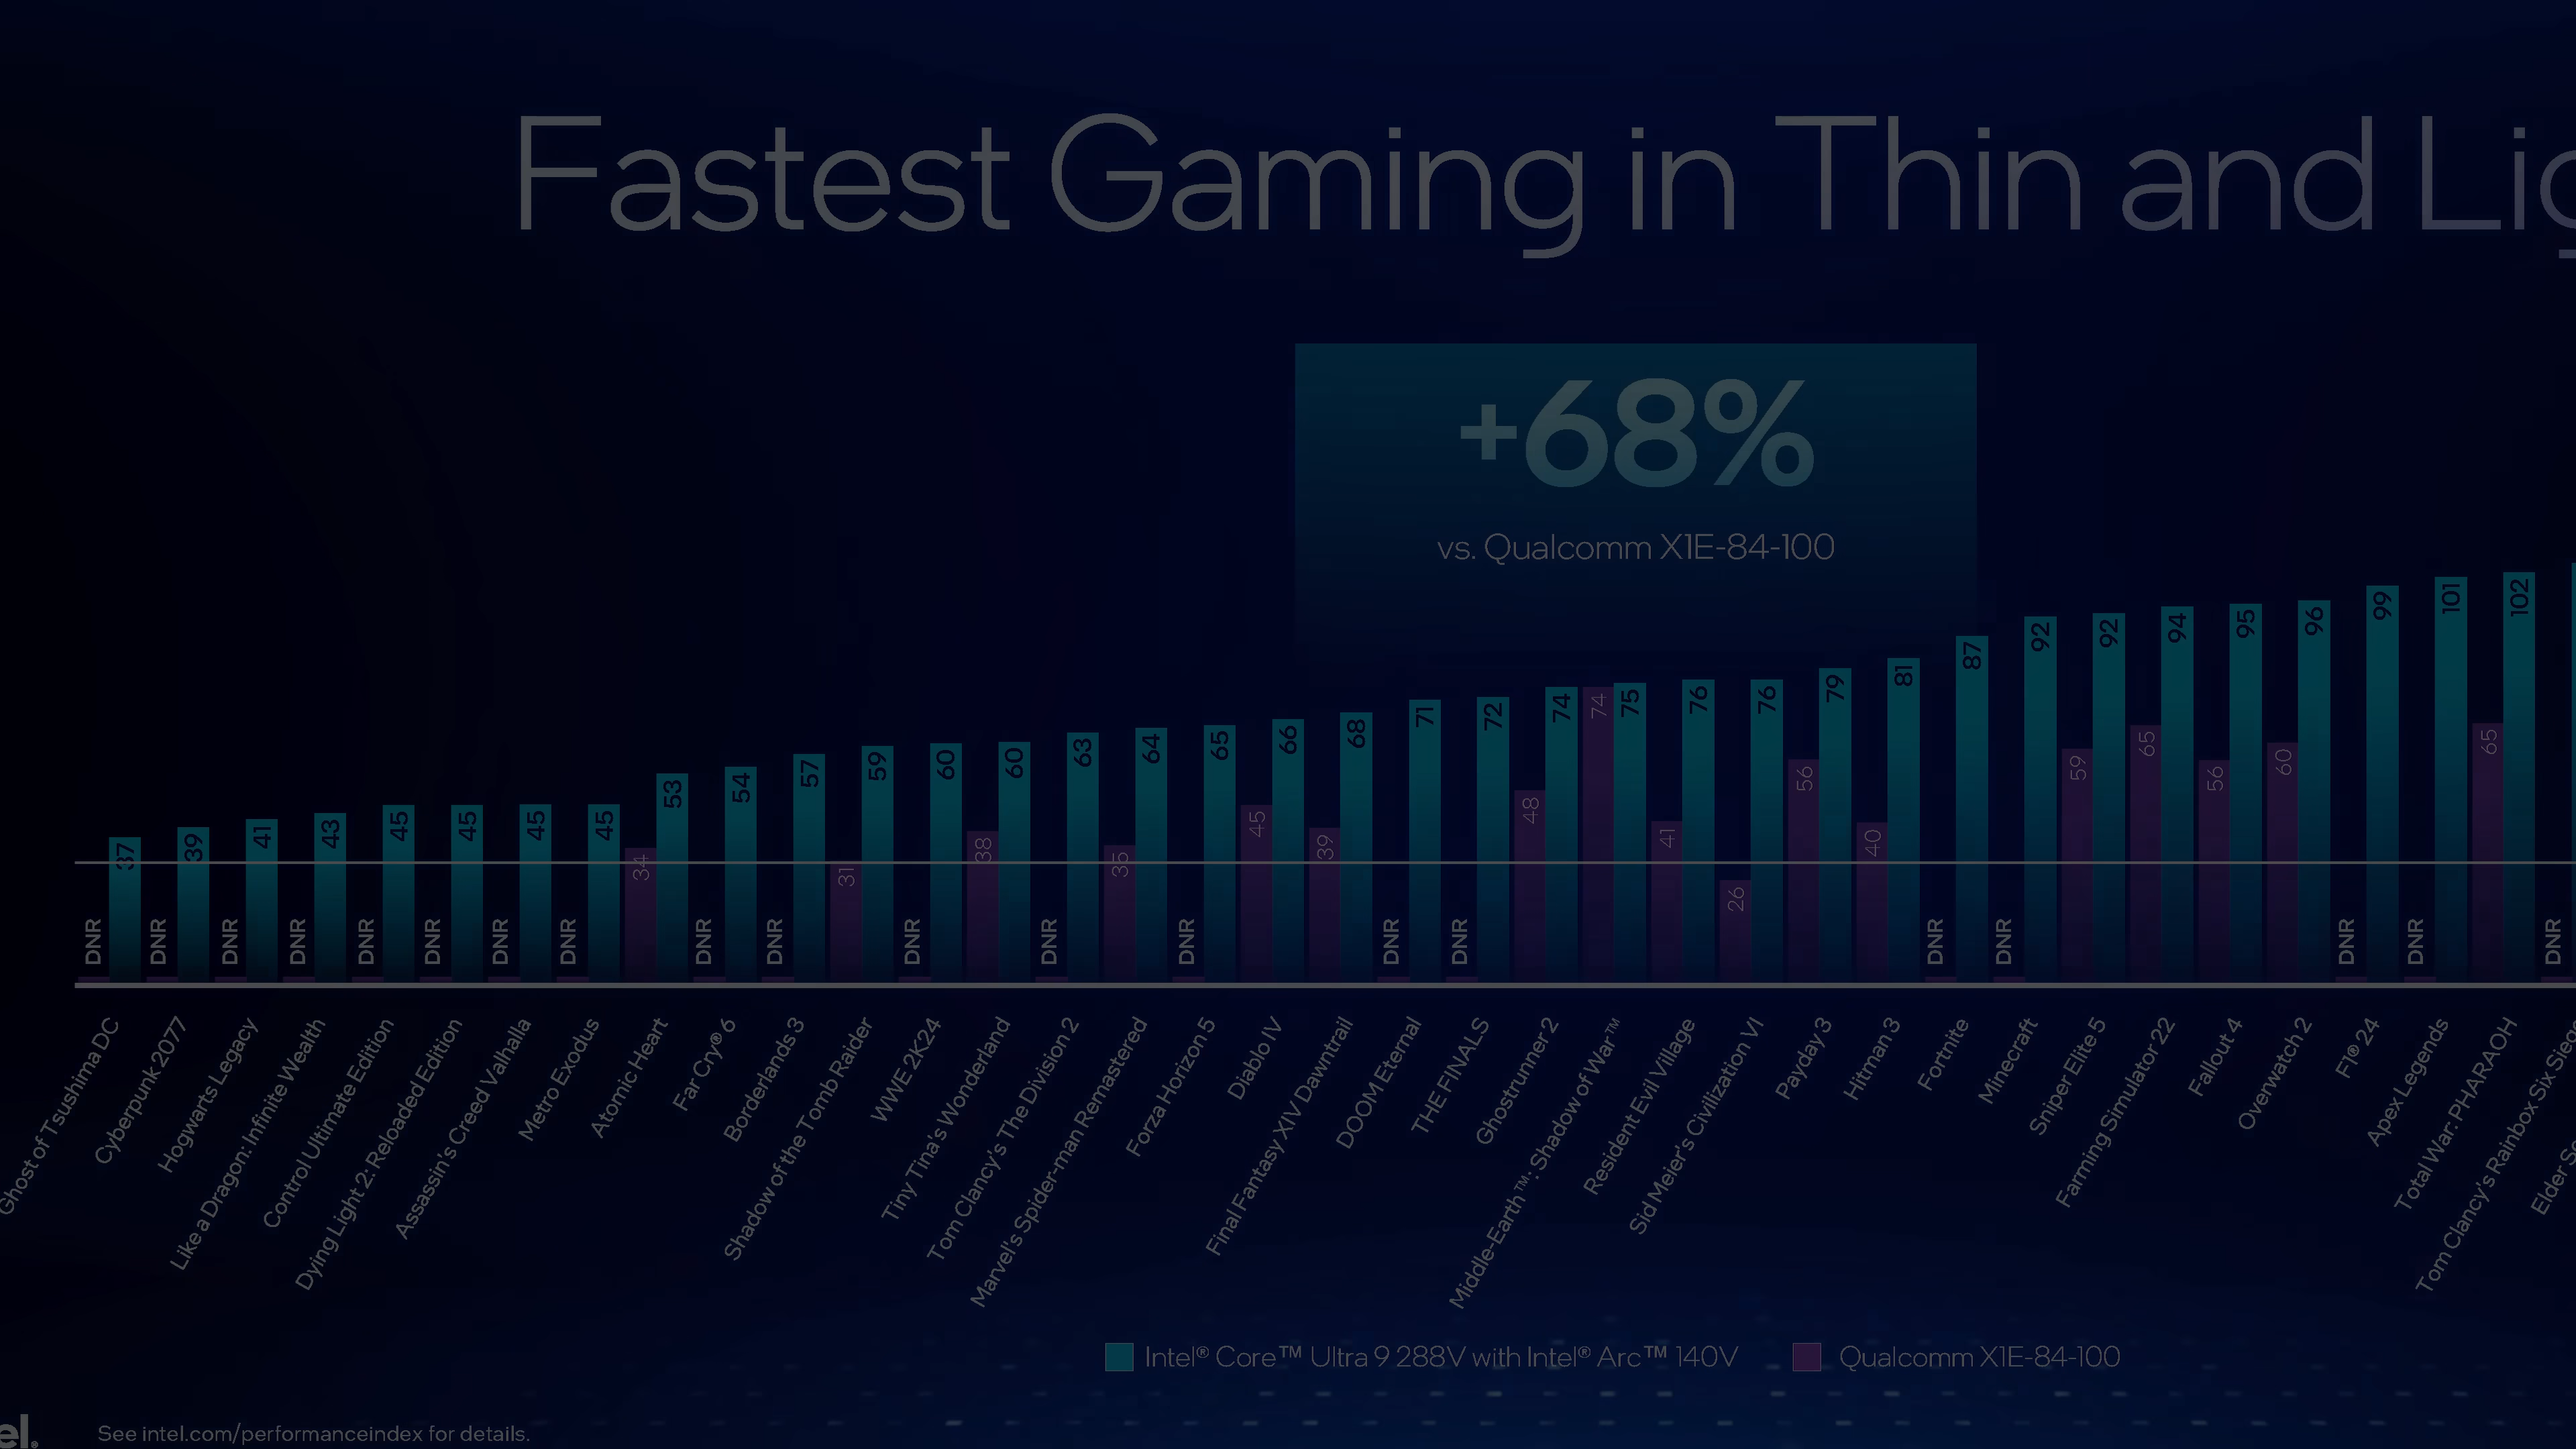 Fastest Gaming in Thin and Lig
+68%
vs. Qualcomm X1E-84-100
DNR 37
DNR 39
DNR 41
DNR 43
DNR 45
DNR 45
DNR 45
DNR 45
34 53
DNR 54
DNR 57
31 59
DNR 60
38 60
DNR 63
35 64
DNR 65
45 66
39 68
DNR 71
DNR 72
48 74
74 75
41 76
26 76
56 79
40 81
DNR 87
DNR 92
59 92
65 94
56 95
60 96
DNR 99
DNR 101
65 102
DNR
Ghost of Tsushima DC
Cyberpunk 2077
Hogwarts Legacy
Like a Dragon: Infinite Wealth
Control Ultimate Edition
Dying Light 2: Reloaded Edition
Assassin's Creed Valhalla
Metro Exodus
Atomic Heart
Far Cry® 6
Borderlands 3
Shadow of the Tomb Raider
WWE 2K24
Tiny Tina's Wonderland
Tom Clancy's The Division 2
Marvel's Spider-man Remastered
Forza Horizon 5
Diablo IV
Final Fantasy XIV Dawntrail
DOOM Eternal
THE FINALS
Ghostrunner 2
Middle-Earth™: Shadow of War™
Resident Evil Village
Sid Meier's Civilization VI
Payday 3
Hitman 3
Fortnite
Minecraft
Sniper Elite 5
Farming Simulator 22
Fallout 4
Overwatch 2
F1® 24
Apex Legends
Total War: PHARAOH
Tom Clancy's Rainbow Six Sieg
Elder Sc
Intel® Core™ Ultra 9 288V with Intel® Arc™ 140V
Qualcomm X1E-84-100
el.
See intel.com/performanceindex for details.